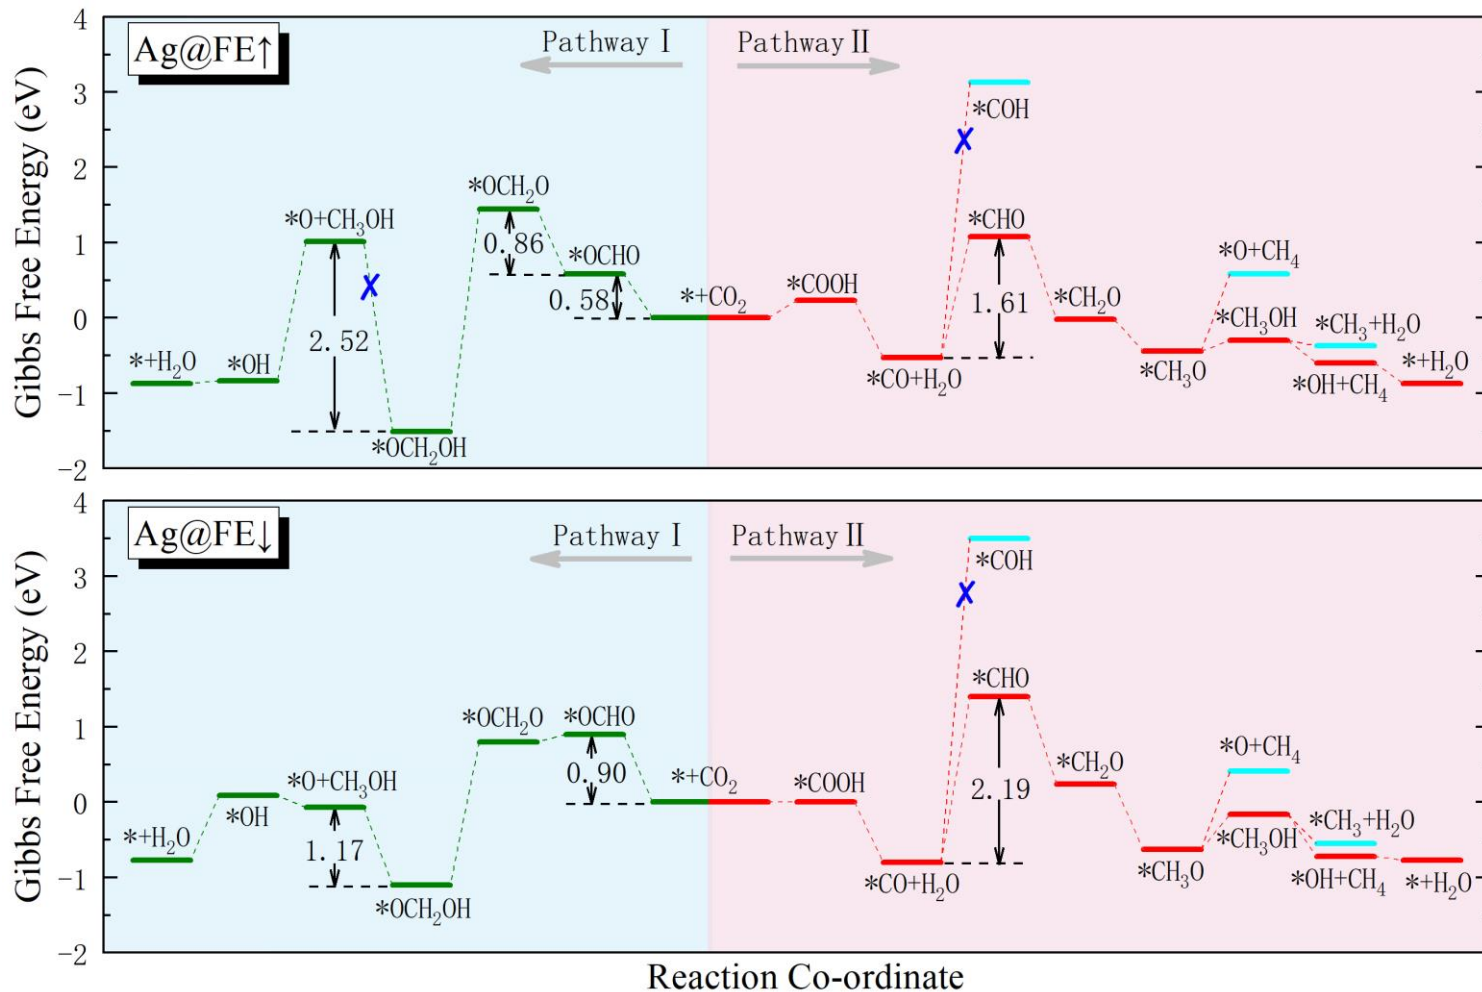 Gibbs Free Energy (eV)
4
3
2
1
0
−1
−2
Ag@FE↑
Pathway Ⅰ
Pathway Ⅱ
*+H₂O
*OH
*O+CH₃OH
2.52
*OCH₂OH
*OCH₂O
0.86
*OCHO
0.58
*+CO₂
*COOH
*CO+H₂O
*COH
*CHO
1.61
*CH₂O
*CH₃O
*O+CH₄
*CH₃OH
*CH₃+H₂O
*OH+CH₄
*+H₂O
Gibbs Free Energy (eV)
4
3
2
1
0
−1
−2
Ag@FE↓
Pathway Ⅰ
Pathway Ⅱ
*+H₂O
*OH
*O+CH₃OH
1.17
*OCH₂OH
*OCH₂O
*OCHO
0.90
*+CO₂
*COOH
*CO+H₂O
*COH
*CHO
2.19
*CH₂O
*CH₃O
*O+CH₄
*CH₃OH
*CH₃+H₂O
*OH+CH₄
*+H₂O
Reaction Co-ordinate